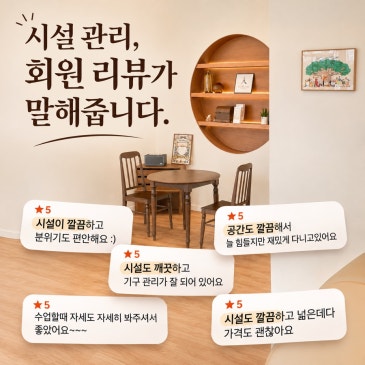 시설 관리,
회원 리뷰가
말해줍니다.
★5
시설이 깔끔하고
분위기도 편안해요 :)
★5
공간도 깔끔해서
늘 힘들지만 재밌게 다니고있어요
★5
시설도 깨끗하고
기구 관리가 잘 되어 있어요
★5
수업할때 자세도 자세히 봐주셔서
좋았어요~~~
★5
시설도 깔끔하고 넓은데다
가격도 괜찮아요